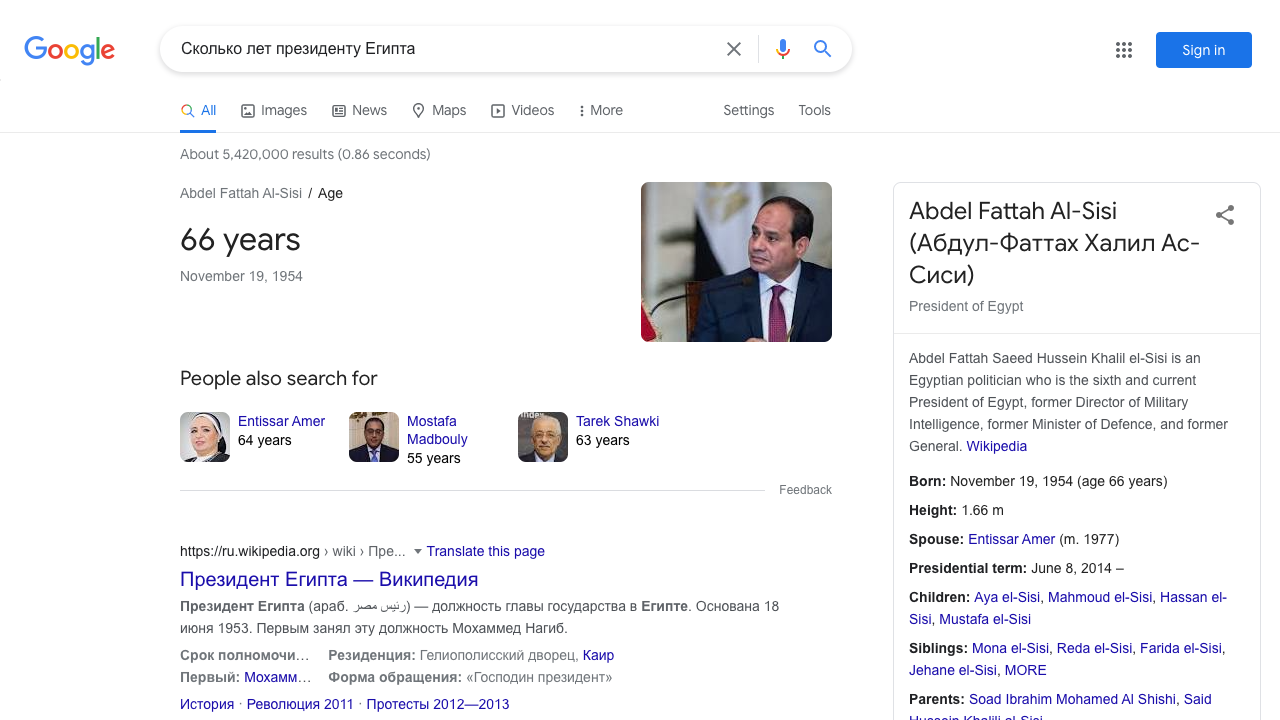 Google
Сколько лет президенту Египта
Sign in
All Images News Maps Videos More Settings Tools
About 5,420,000 results (0.86 seconds)
Abdel Fattah Al-Sisi / Age
66 years
November 19, 1954
People also search for
Entissar Amer
64 years
Mostafa
Madbouly
55 years
Tarek Shawki
63 years
Feedback
https://ru.wikipedia.org › wiki › Пре... Translate this page
Президент Египта — Википедия
Президент Египта (араб. رئيس مصر) — должность главы государства в Египте. Основана 18
июня 1953. Первым занял эту должность Мохаммед Нагиб.
Срок полномочи… Резиденция: Гелиополисский дворец, Каир
Первый: Мохамм… Форма обращения: «Господин президент»
История · Революция 2011 · Протесты 2012—2013
Abdel Fattah Al-Sisi
(Абдул-Фаттах Халил Ас-
Сиси)
President of Egypt
Abdel Fattah Saeed Hussein Khalil el-Sisi is an
Egyptian politician who is the sixth and current
President of Egypt, former Director of Military
Intelligence, former Minister of Defence, and former
General. Wikipedia
Born: November 19, 1954 (age 66 years)
Height: 1.66 m
Spouse: Entissar Amer (m. 1977)
Presidential term: June 8, 2014 –
Children: Aya el-Sisi, Mahmoud el-Sisi, Hassan el-
Sisi, Mustafa el-Sisi
Siblings: Mona el-Sisi, Reda el-Sisi, Farida el-Sisi,
Jehane el-Sisi, MORE
Parents: Soad Ibrahim Mohamed Al Shishi, Said
Hussein Khalili el-Sisi